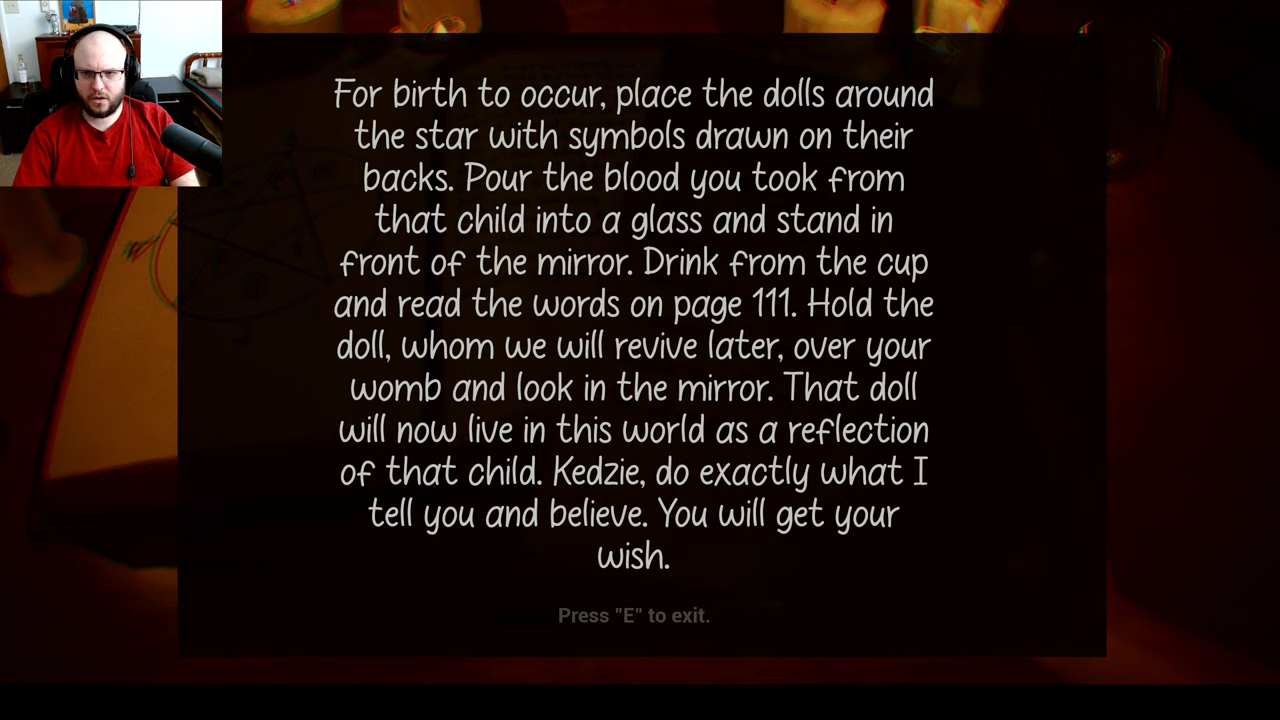 For birth to occur, place the dolls around
the star with symbols drawn on their
backs. Pour the blood you took from
that child into a glass and stand in
front of the mirror. Drink from the cup
and read the words on page 111. Hold the
doll, whom we will revive later, over your
womb and look in the mirror. That doll
will now live in this world as a reflection
of that child. Kedzie, do exactly what I
tell you and believe. You will get your
wish.
Press "E" to exit.